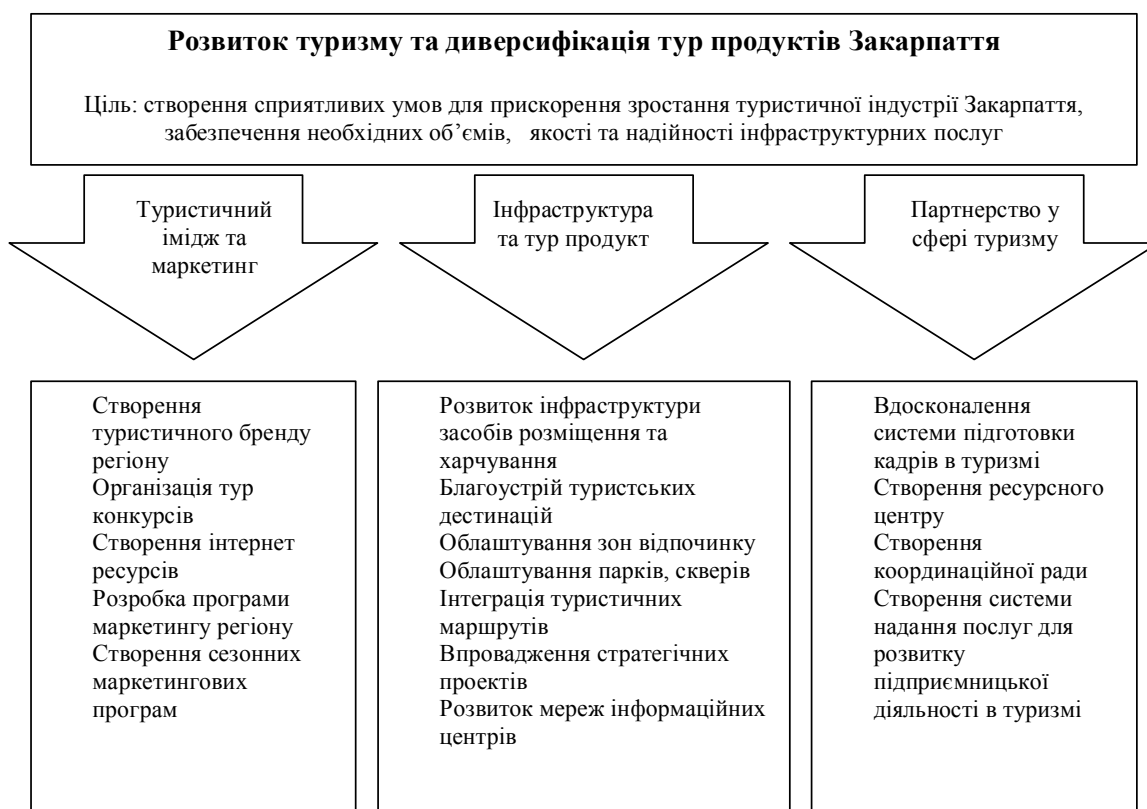 Розвиток туризму та диверсифікація тур продуктів Закарпаття
Ціль: створення сприятливих умов для прискорення зростання туристичної індустрії Закарпаття,
забезпечення необхідних об’ємів, якості та надійності інфраструктурних послуг
Туристичний
імідж та
маркетинг
Інфраструктура
та тур продукт
Партнерство у
сфері туризму
Створення
туристичного бренду
регіону
Організація тур
конкурсів
Створення інтернет
ресурсів
Розробка програми
маркетингу регіону
Створення сезонних
маркетингових
програм
Розвиток інфраструктури
засобів розміщення та
харчування
Благоустрій туристських
дестинацій
Облаштування зон відпочинку
Облаштування парків, скверів
Інтеграція туристичних
маршрутів
Впровадження стратегічних
проектів
Розвиток мереж інформаційних
центрів
Вдосконалення
системи підготовки
кадрів в туризмі
Створення ресурсного
центру
Створення
координаційної ради
Створення системи
надання послуг для
розвитку
підприємницької
діяльності в туризмі